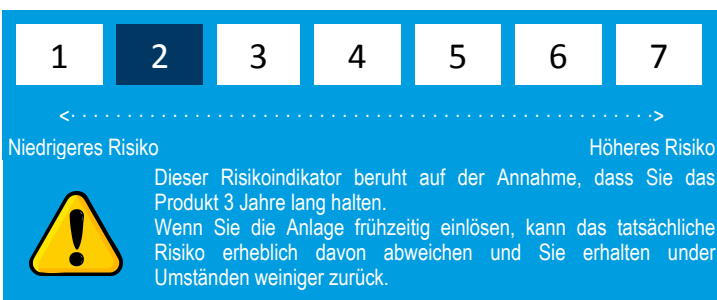 1 2 3 4 5 6 7
<· · · · · · · · · · · · · · · · · · · · · · · · · · · · · · · · · · · · · · · · · · · · · · · · · · · ·>
Niedrigeres Risiko Höheres Risiko
Dieser Risikoindikator beruht auf der Annahme, dass Sie das
Produkt 3 Jahre lang halten.
Wenn Sie die Anlage frühzeitig einlösen, kann das tatsächliche
Risiko erheblich davon abweichen und Sie erhalten under
Umständen weiniger zurück.